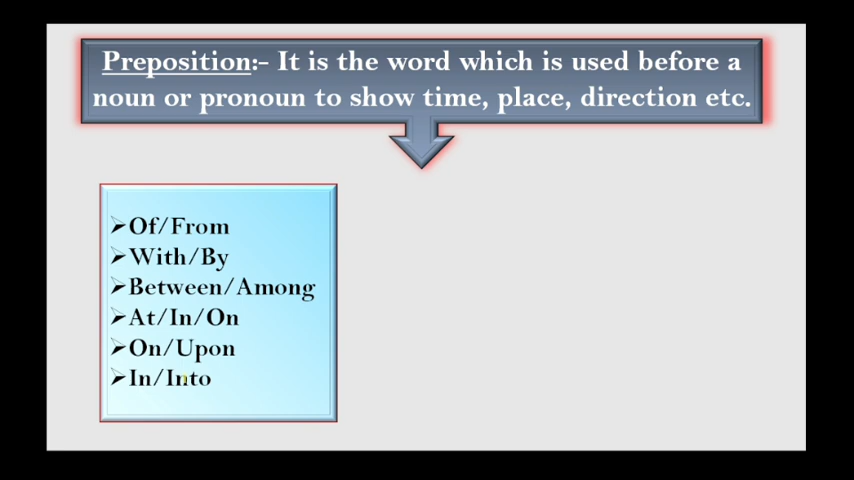 Preposition:- It is the word which is used before a
noun or pronoun to show time, place, direction etc.
➢Of/From
➢With/By
➢Between/Among
➢At/In/On
➢On/Upon
➢In/Into